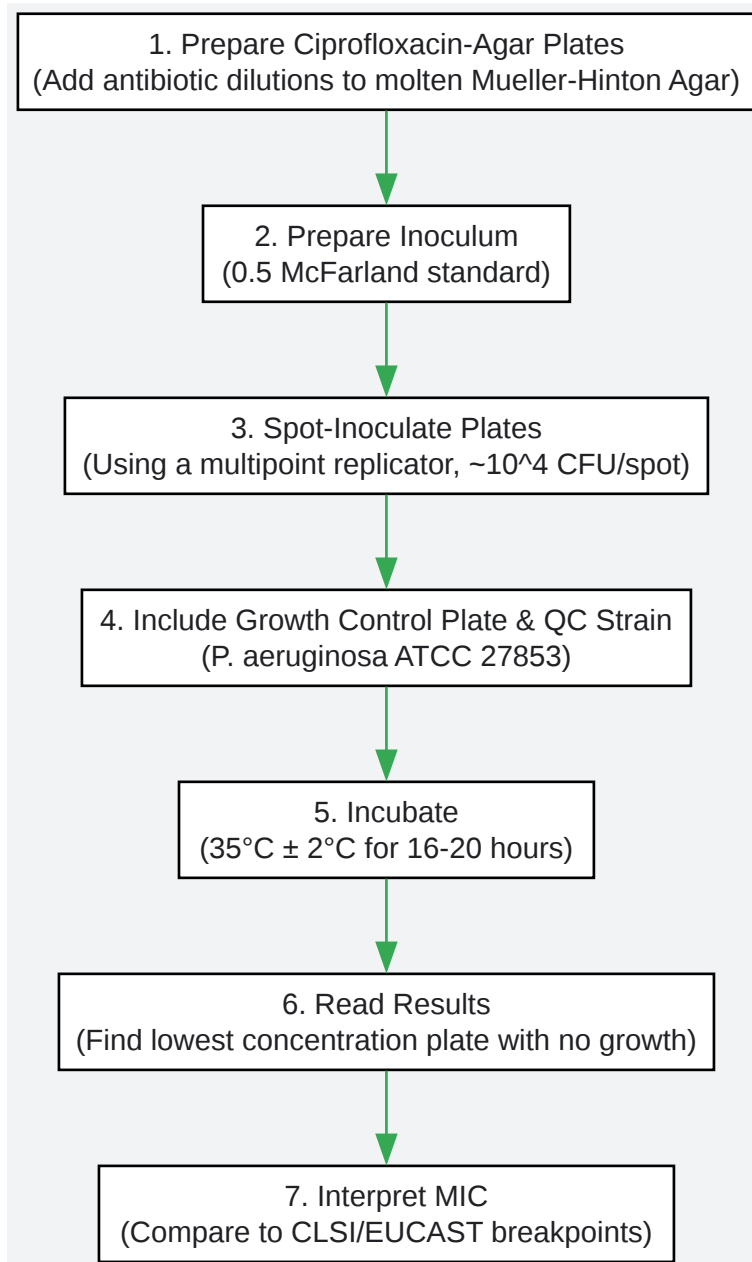 1. Prepare Ciprofloxacin-Agar Plates
(Add antibiotic dilutions to molten Mueller-Hinton Agar)
2. Prepare Inoculum
(0.5 McFarland standard)
3. Spot-Inoculate Plates
(Using a multipoint replicator, ~10^4 CFU/spot)
4. Include Growth Control Plate & QC Strain
(P. aeruginosa ATCC 27853)
5. Incubate
(35°C ± 2°C for 16-20 hours)
6. Read Results
(Find lowest concentration plate with no growth)
7. Interpret MIC
(Compare to CLSI/EUCAST breakpoints)